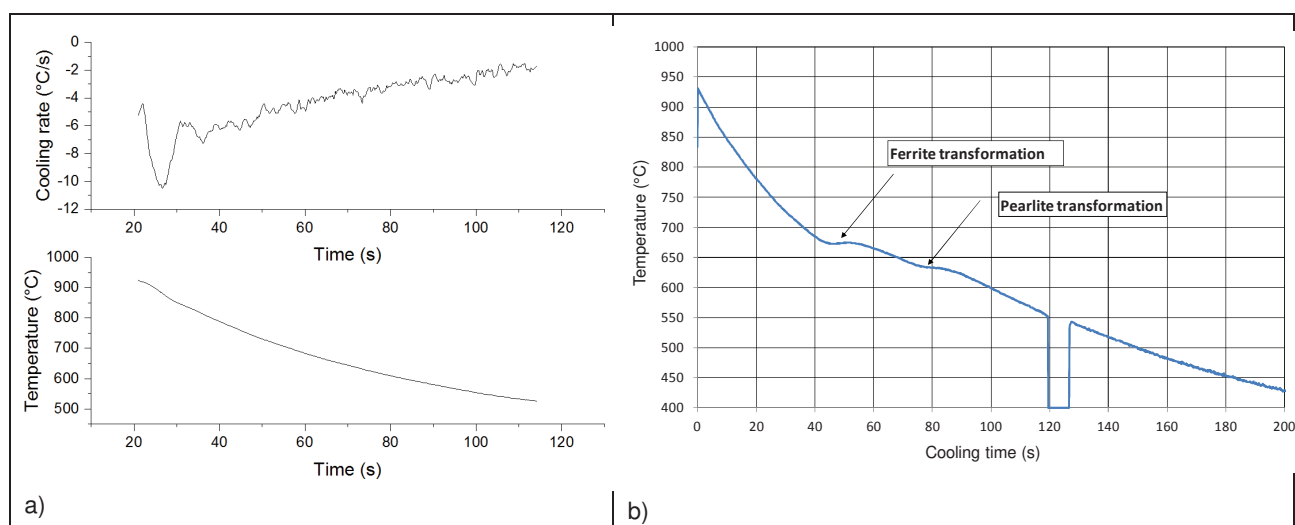 0
-2
-4
-6
-8
-10
-12
Cooling rate (°C/s)
20 40 60 80 100 120
Time (s)
1000
900
800
700
600
500
Temperature (°C)
20 40 60 80 100 120
Time (s)
a)
1000
950
900
850
800
750
700
650
600
550
500
450
400
Temperature (°C)
Ferrite transformation
Pearlite transformation
0 20 40 60 80 100 120 140 160 180 200
Cooling time (s)
b)